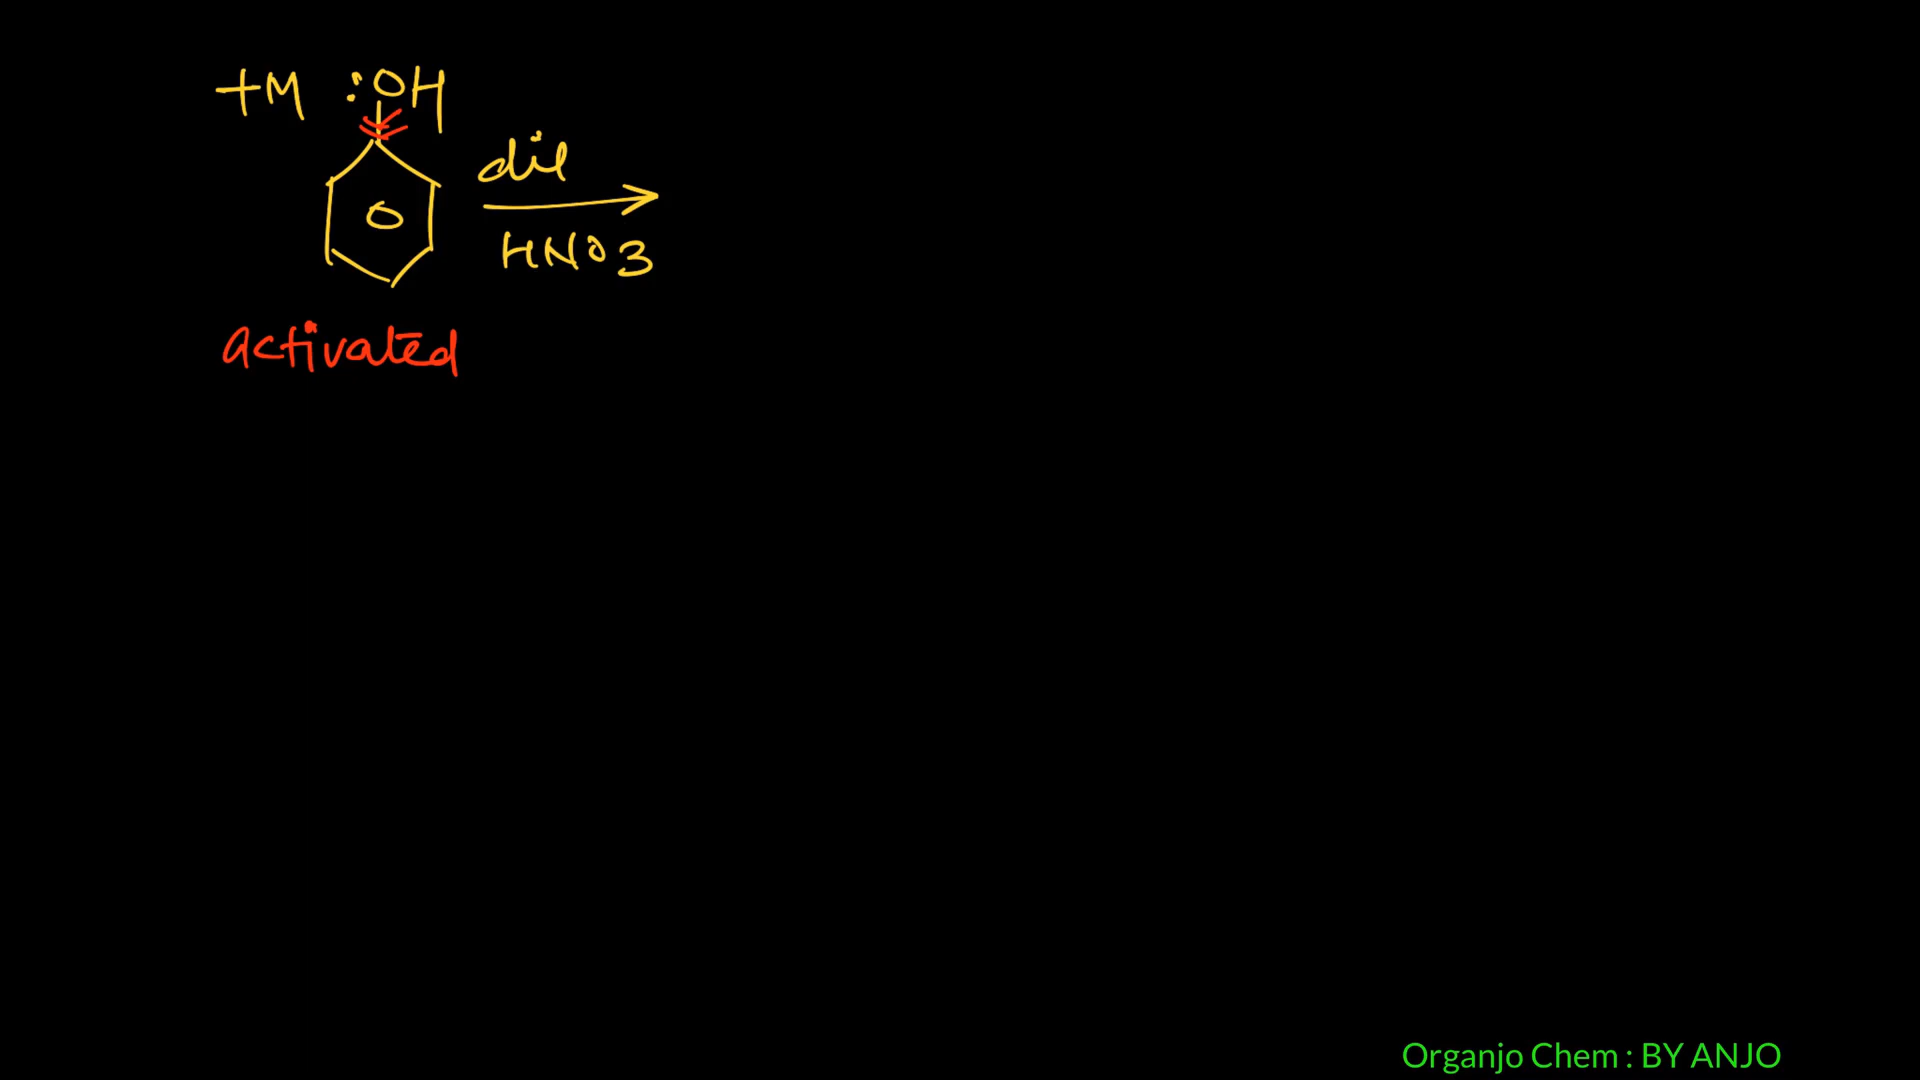 +M :OH
dil
HNO3
activated
Organjo Chem : BY ANJO